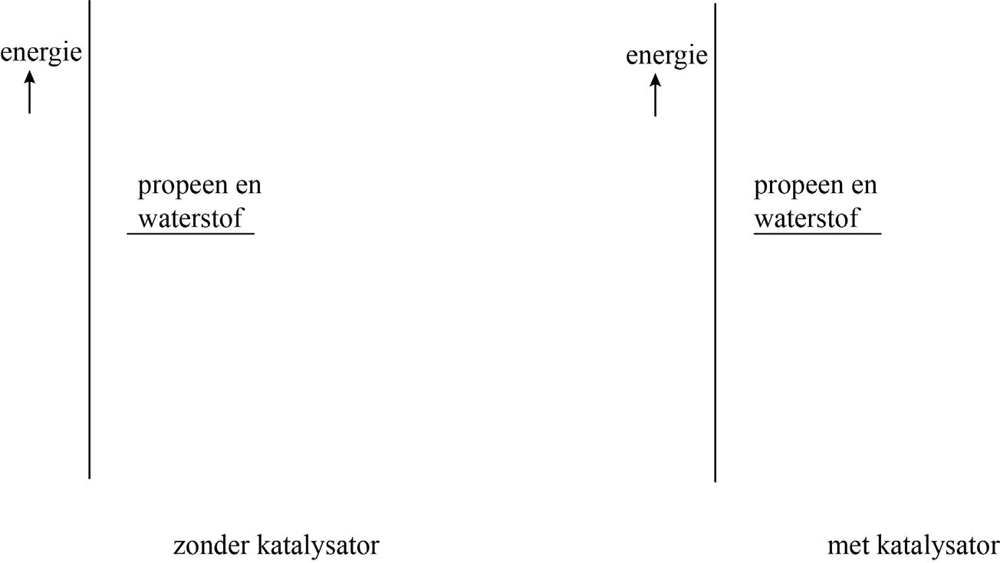 energie
propeen en
waterstof
zonder katalysator
energie
propeen en
waterstof
met katalysator